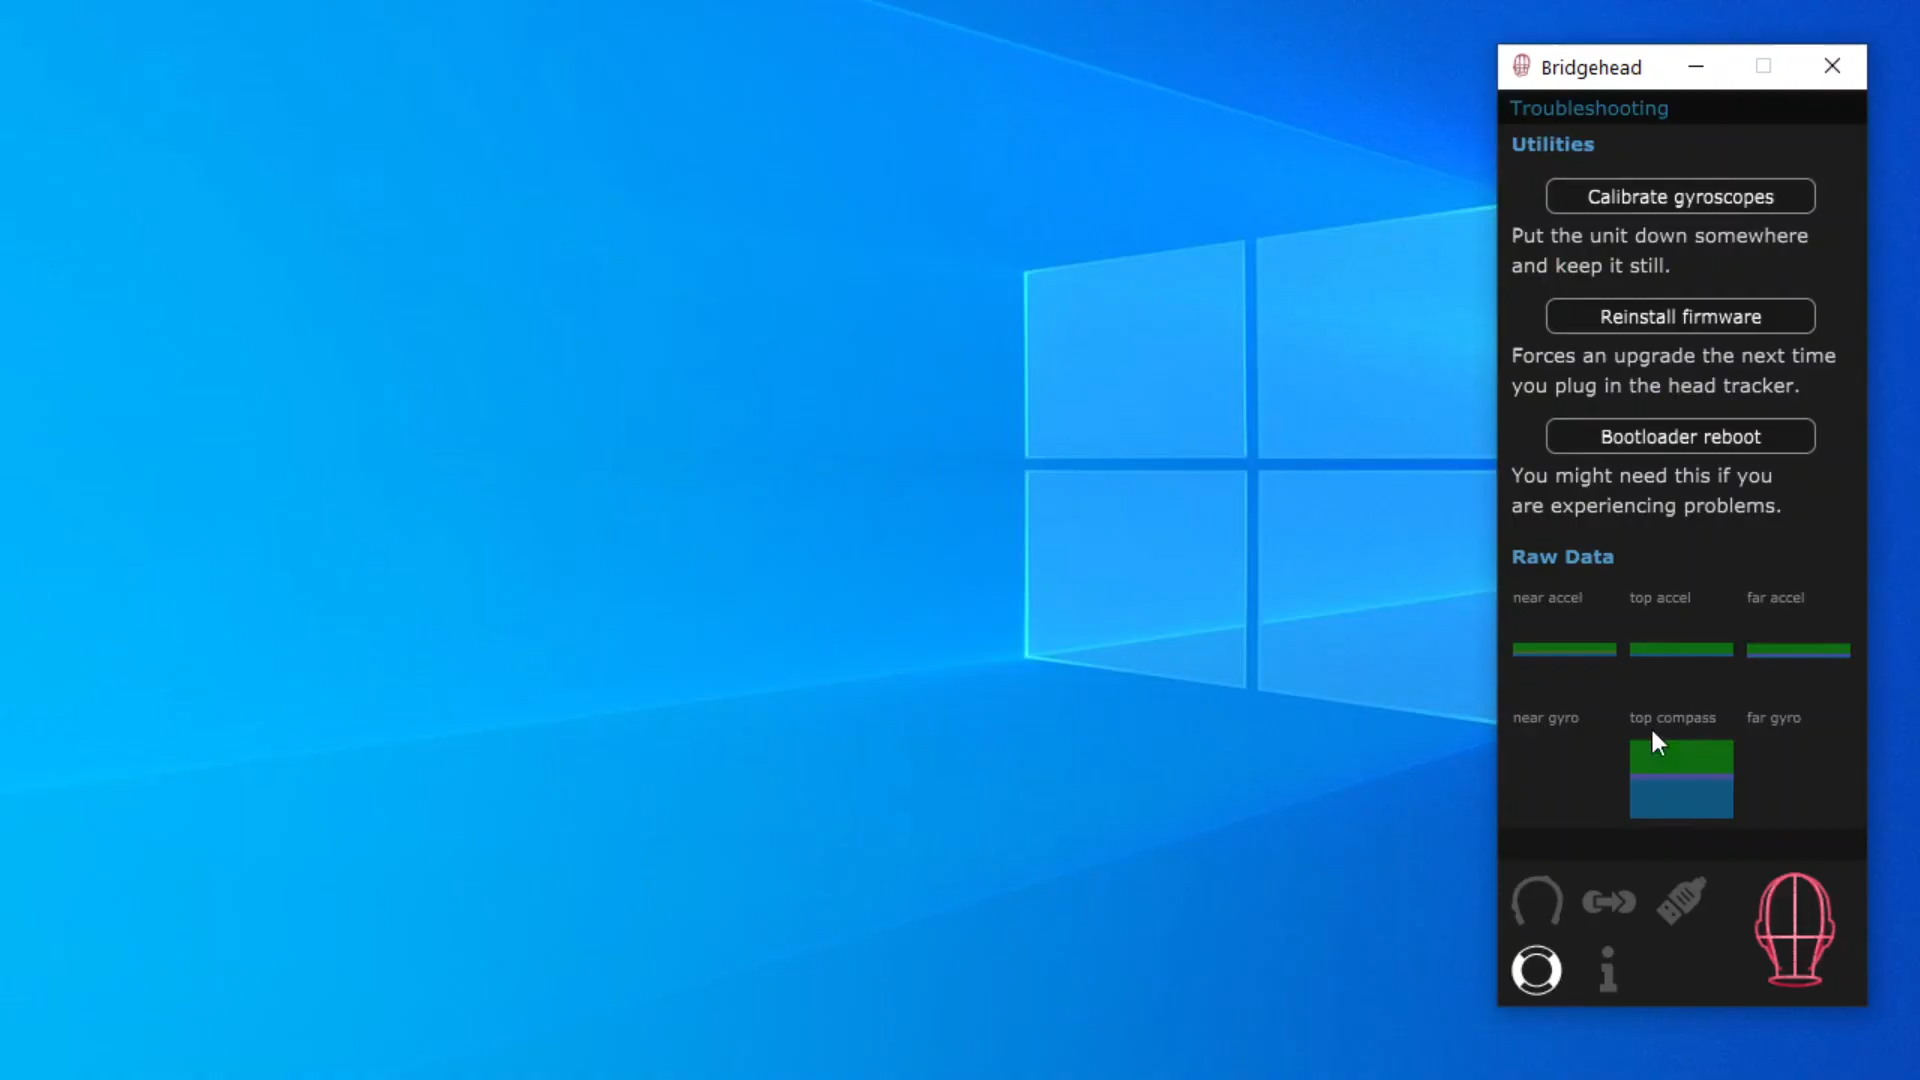 Bridgehead
Troubleshooting
Utilities
Calibrate gyroscopes
Put the unit down somewhere
and keep it still.
Reinstall firmware
Forces an upgrade the next time
you plug in the head tracker.
Bootloader reboot
You might need this if you
are experiencing problems.
Raw Data
near accel top accel far accel
near gyro top compass far gyro